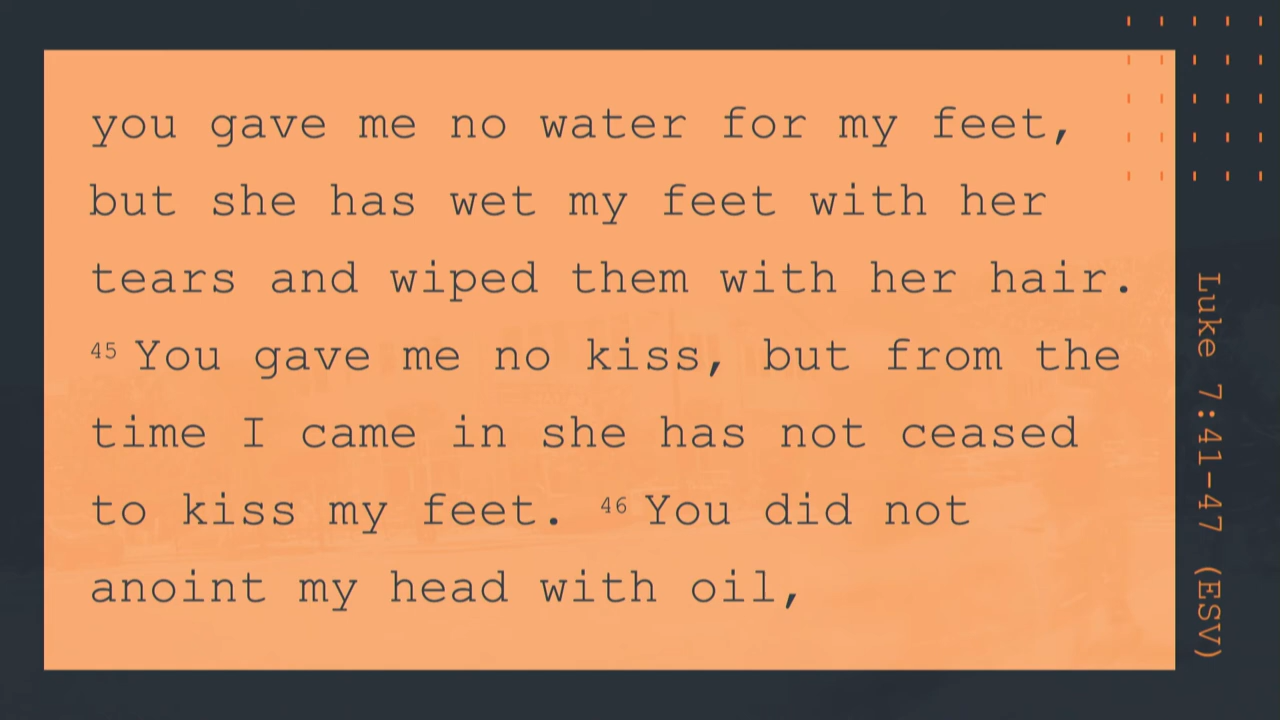 you gave me no water for my feet,
but she has wet my feet with her
tears and wiped them with her hair.
45 You gave me no kiss, but from the
time I came in she has not ceased
to kiss my feet. 46 You did not
anoint my head with oil,
Luke 7:41-47 (ESV)